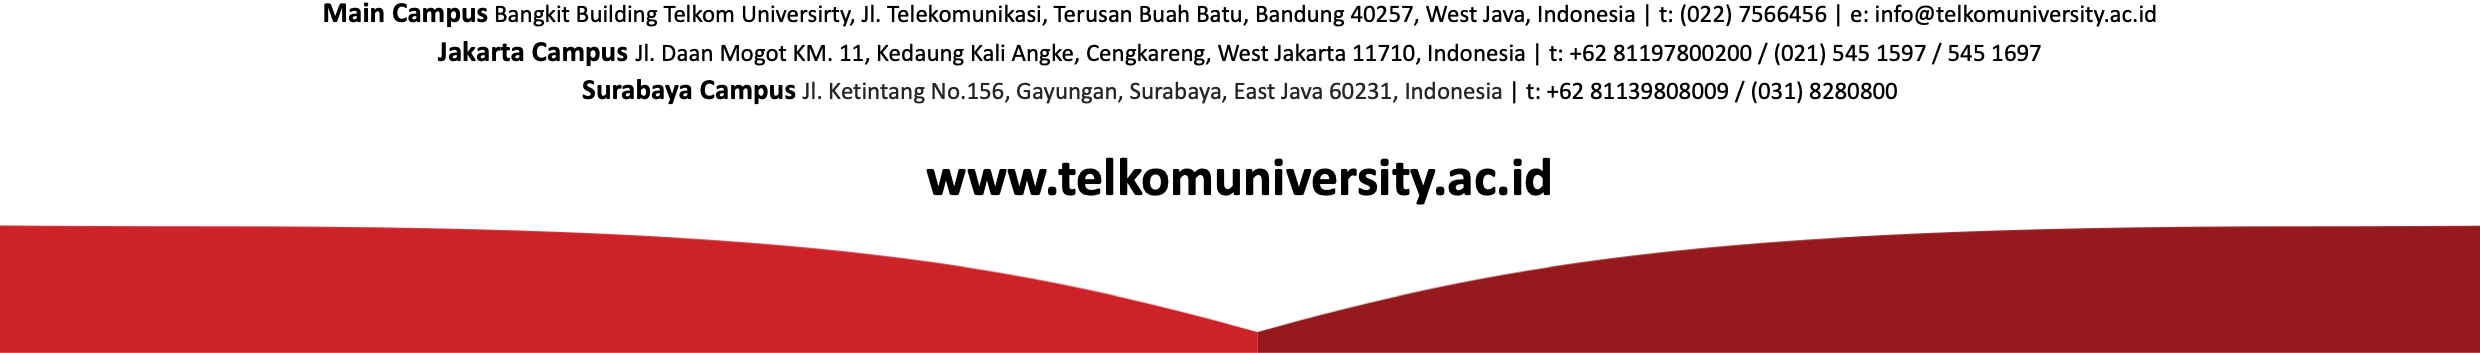 Main Campus Bangkit Building Telkom Universirty, Jl. Telekomunikasi, Terusan Buah Batu, Bandung 40257, West Java, Indonesia | t: (022) 7566456 | e: info@telkomuniversity.ac.id
Jakarta Campus Jl. Daan Mogot KM. 11, Kedaung Kali Angke, Cengkareng, West Jakarta 11710, Indonesia | t: +62 81197800200 / (021) 545 1597 / 545 1697
Surabaya Campus Jl. Ketintang No.156, Gayungan, Surabaya, East Java 60231, Indonesia | t: +62 81139808009 / (031) 8280800
www.telkomuniversity.ac.id